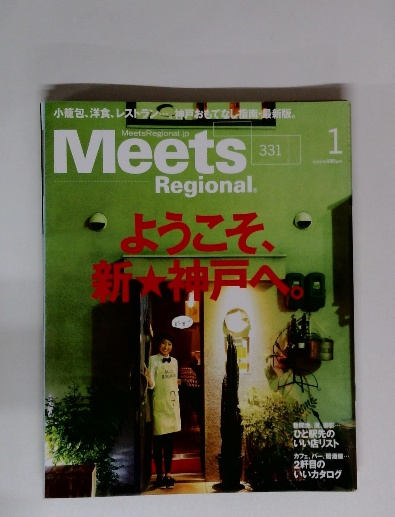 小籠包、洋食、レストラン…、神戸おもてなし指南・最新版。
MeetsRegional.jp
Meets
Regional®
331
1
ようこそ、
新★神戸へ。
ひと駅先の
いい店リスト
カフェ、バー、居酒屋…
2軒目の
いいカタログ